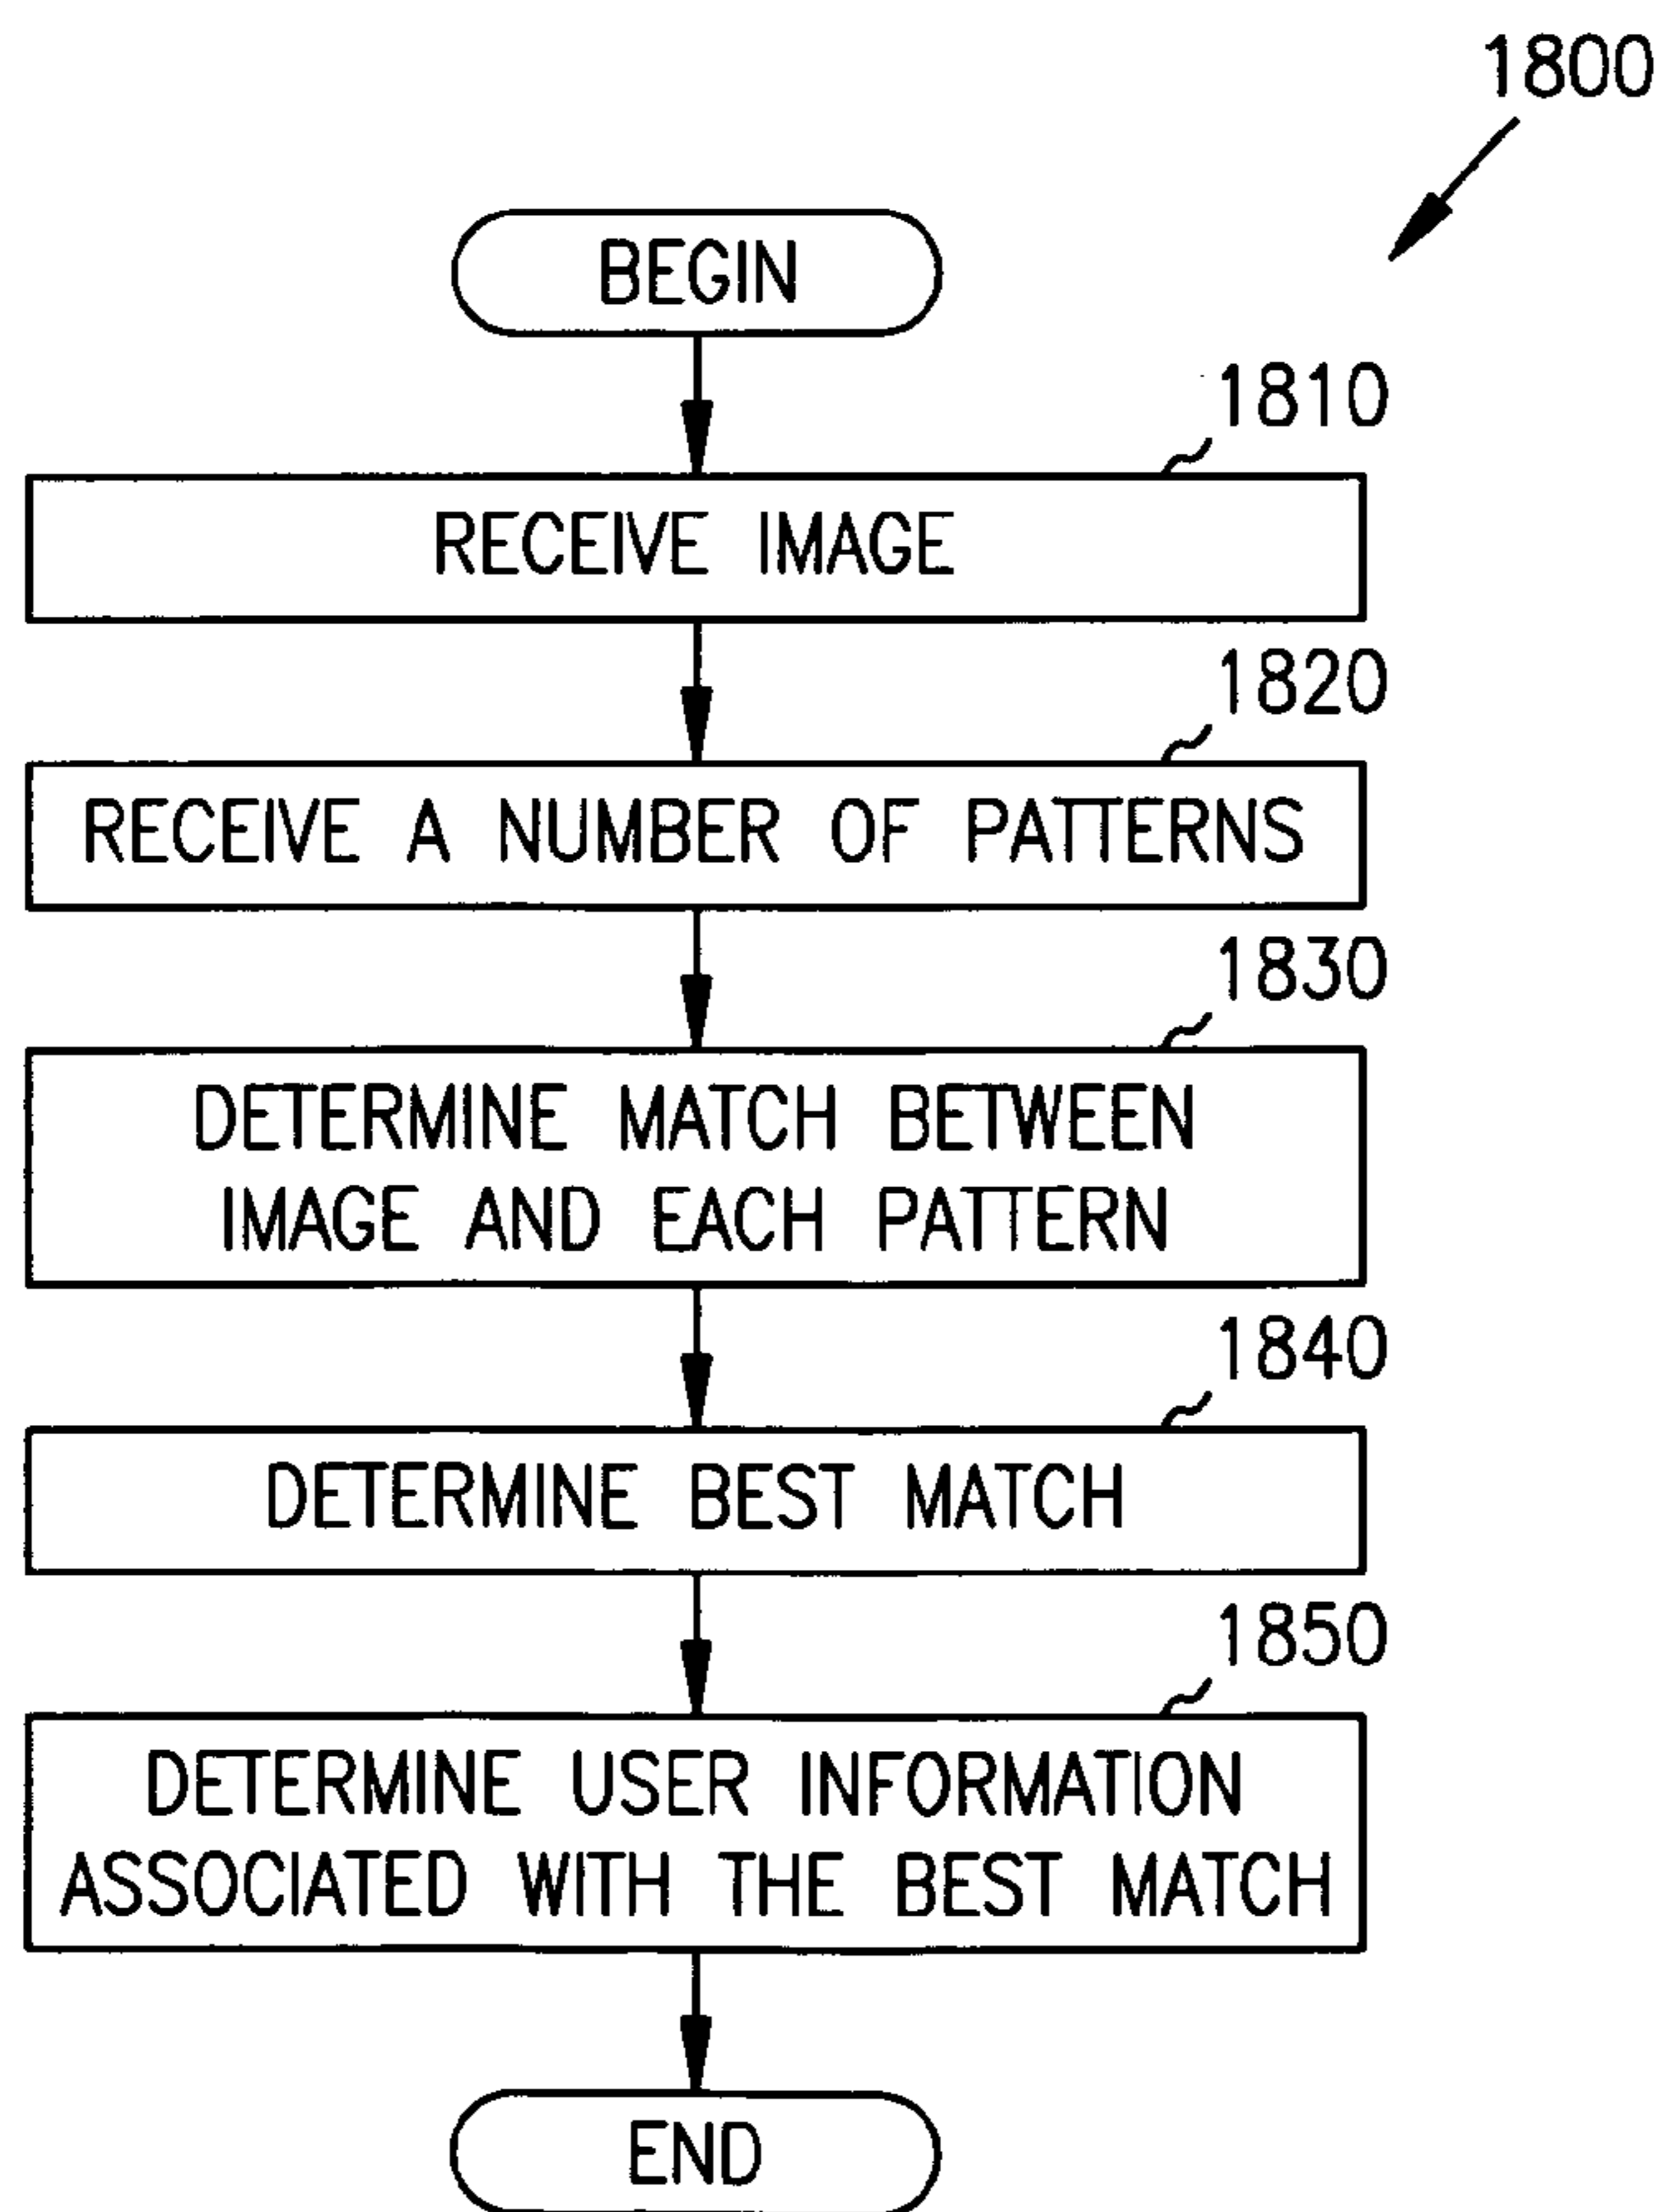 1800
BEGIN
1810
RECEIVE IMAGE
1820
RECEIVE A NUMBER OF PATTERNS
1830
DETERMINE MATCH BETWEEN
IMAGE AND EACH PATTERN
1840
DETERMINE BEST MATCH
1850
DETERMINE USER INFORMATION
ASSOCIATED WITH THE BEST MATCH
END